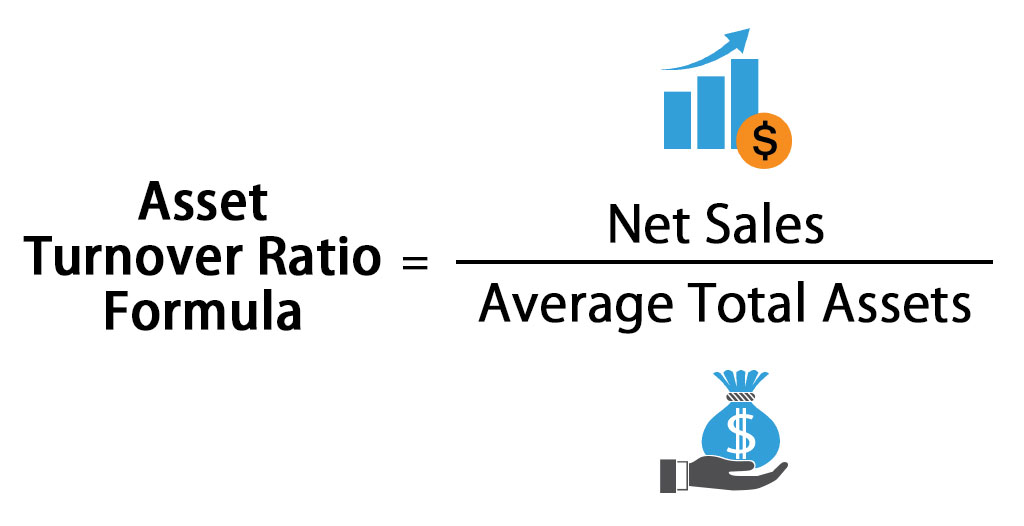 $
Asset
Turnover Ratio
Formula
=
Net Sales
Average Total Assets
$